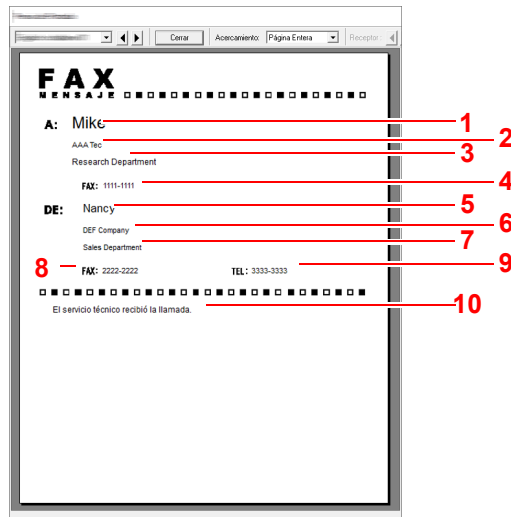 Cerrar Acercamiento: Página Entera Receptor:
FAX
MENSAJE
A: Mike 1
AAA Tec 2
Research Department 3
FAX: 1111-1111 4
DE: Nancy 5
DEF Company 6
Sales Department 7
8 FAX: 2222-2222 TEL: 3333-3333 9
El servicio técnico recibió la llamada. 10